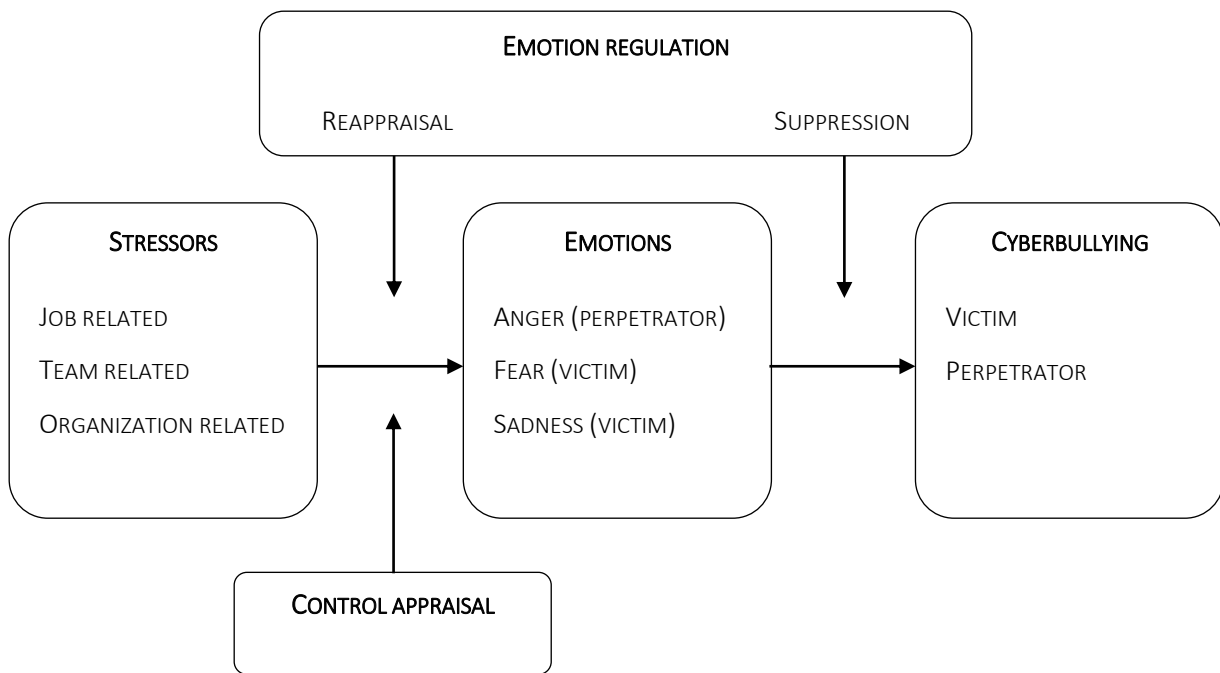 EMOTION REGULATION
REAPPRAISAL SUPPRESSION
STRESSORS
JOB RELATED
TEAM RELATED
ORGANIZATION RELATED
EMOTIONS
ANGER (PERPETRATOR)
FEAR (VICTIM)
SADNESS (VICTIM)
CYBERBULLYING
VICTIM
PERPETRATOR
CONTROL APPRAISAL